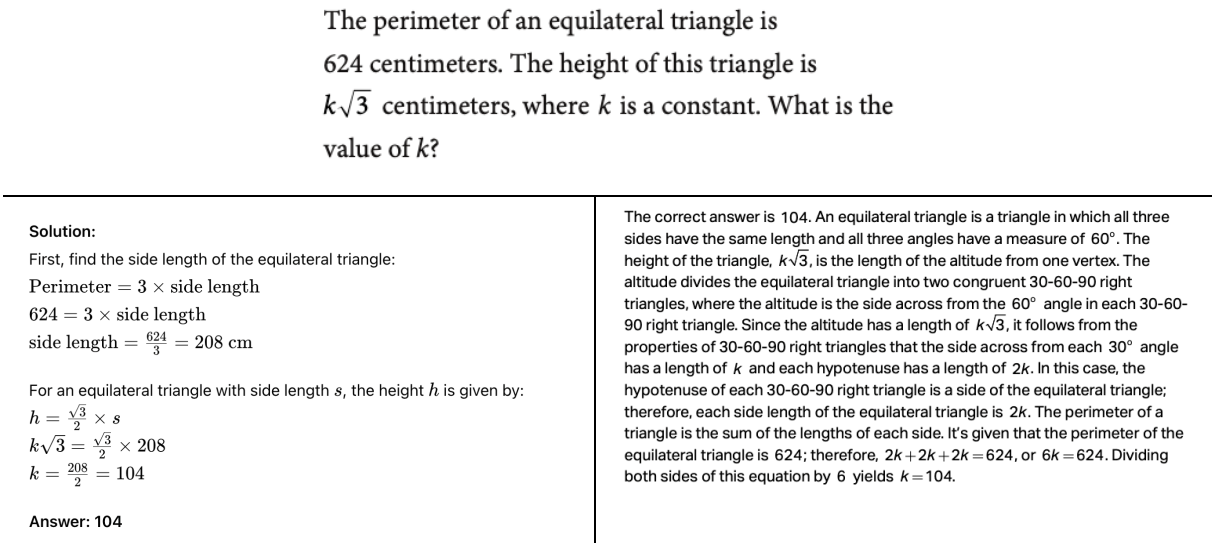 The perimeter of an equilateral triangle is
624 centimeters. The height of this triangle is
k√3 centimeters, where k is a constant. What is the
value of k?
Solution:
First, find the side length of the equilateral triangle:
Perimeter = 3 × side length
624 = 3 × side length
side length = 624/3 = 208 cm
For an equilateral triangle with side length s, the height h is given by:
h = √3/2 × s
k√3 = √3/2 × 208
k = 208/2 = 104
Answer: 104
The correct answer is 104. An equilateral triangle is a triangle in which all three
sides have the same length and all three angles have a measure of 60°. The
height of the triangle, k√3, is the length of the altitude from one vertex. The
altitude divides the equilateral triangle into two congruent 30-60-90 right
triangles, where the altitude is the side across from the 60° angle in each 30-60-
90 right triangle. Since the altitude has a length of k√3, it follows from the
properties of 30-60-90 right triangles that the side across from each 30° angle
has a length of k and each hypotenuse has a length of 2k. In this case, the
hypotenuse of each 30-60-90 right triangle is a side of the equilateral triangle;
therefore, each side length of the equilateral triangle is 2k. The perimeter of a
triangle is the sum of the lengths of each side. It's given that the perimeter of the
equilateral triangle is 624; therefore, 2k+2k+2k=624, or 6k=624. Dividing
both sides of this equation by 6 yields k=104.